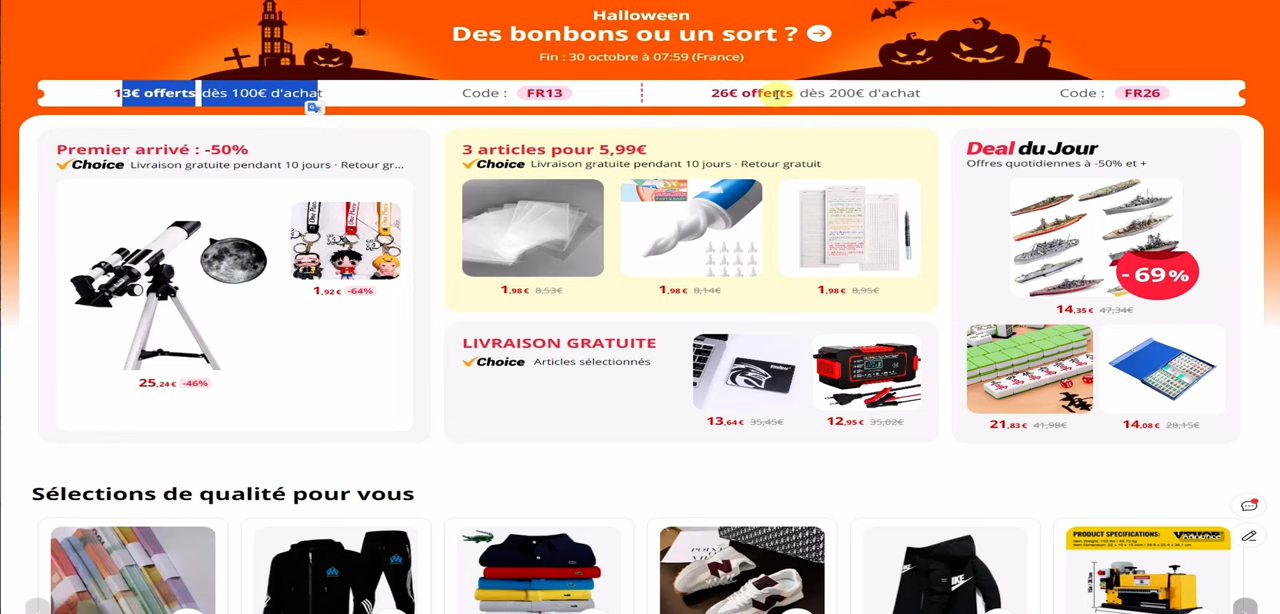 Halloween
Des bonbons ou un sort ?
Fin : 30 octobre à 07:59 (France)
13€ offerts dès 100€ d'achat
Code : FR13
26€ offerts dès 200€ d'achat
Code : FR26
Premier arrivé : -50%
Choice Livraison gratuite pendant 10 jours · Retour gr...
1,92€ -64%
25,24€ -46%
3 articles pour 5,99€
Choice Livraison gratuite pendant 10 jours · Retour gratuit
1,98€ 8,53€
1,98€ 8,14€
1,98€ 8,95€
LIVRAISON GRATUITE
Choice Articles sélectionnés
13,64€ 35,45€
12,95€ 35,02€
Deal du Jour
Offres quotidiennes à -50% et +
-69%
14,35€ 47,34€
21,83€ 41,98€
14,08€ 28,15€
Sélections de qualité pour vous
PRODUCT SPECIFICATIONS: